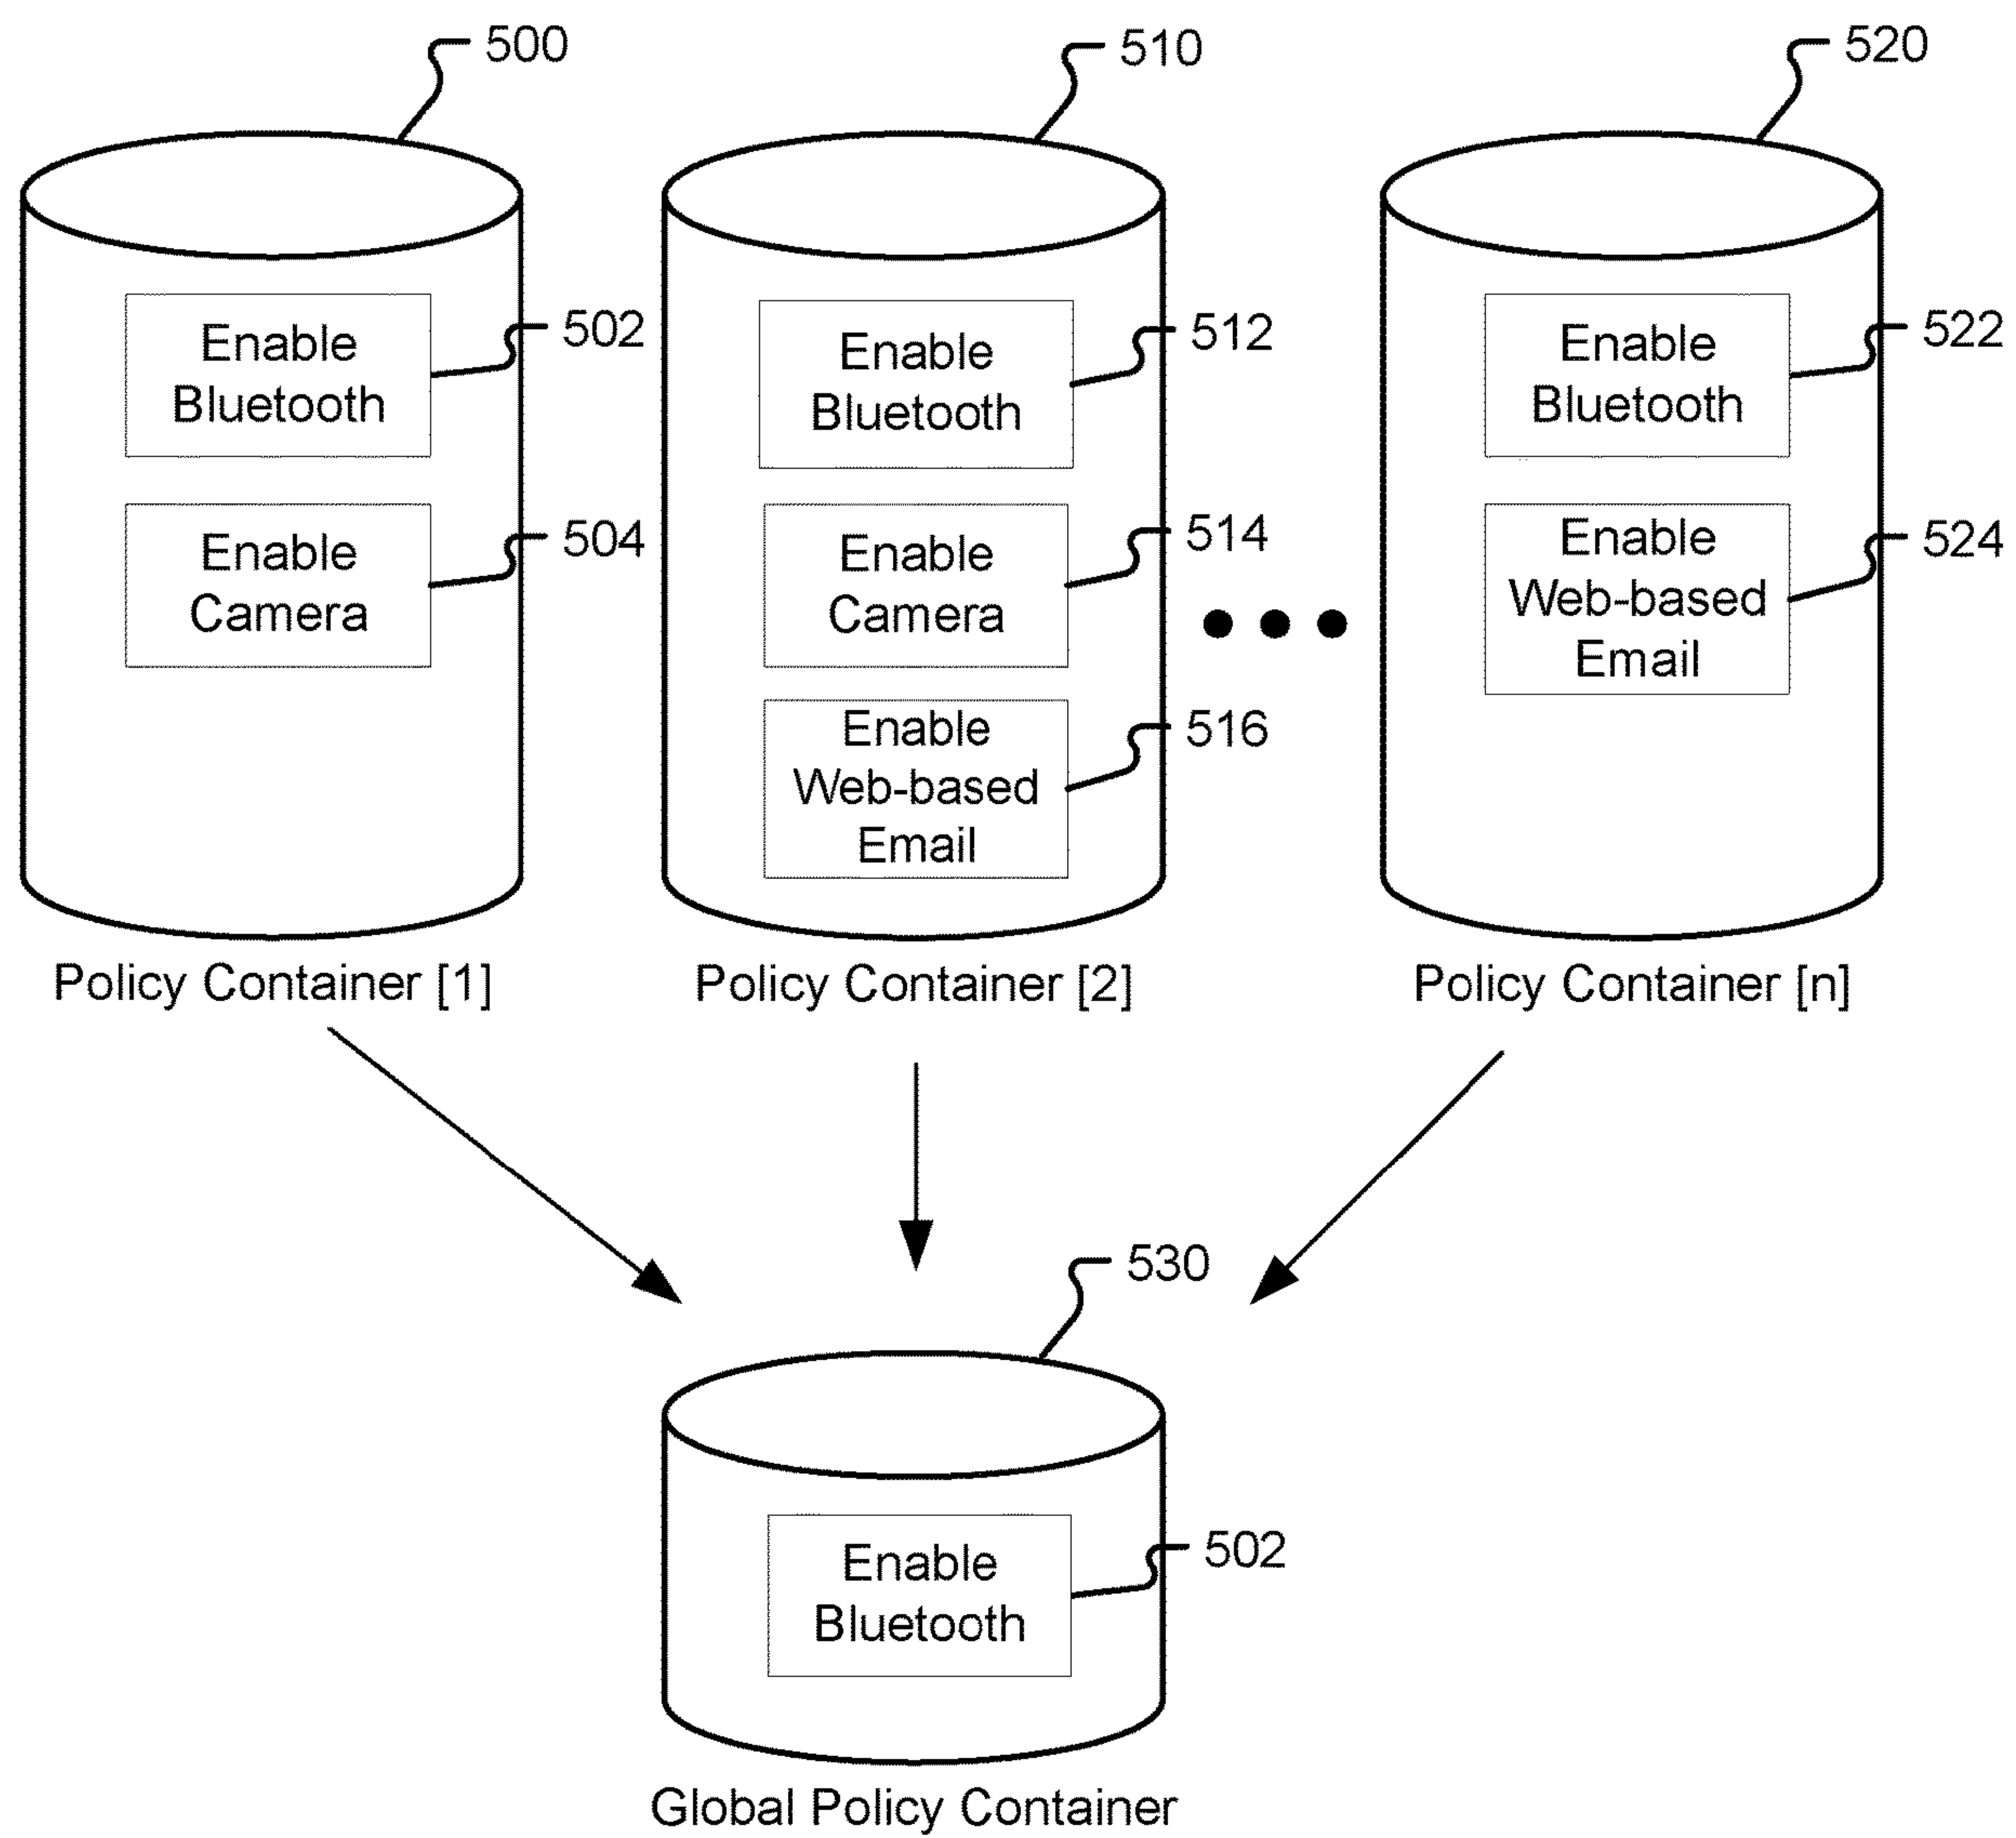 500
510
520
Enable
Bluetooth
502
Enable
Camera
504
Enable
Bluetooth
512
Enable
Camera
514
Enable
Web-based
Email
516
Enable
Bluetooth
522
Enable
Web-based
Email
524
Policy Container [1]
Policy Container [2]
Policy Container [n]
530
Enable
Bluetooth
502
Global Policy Container